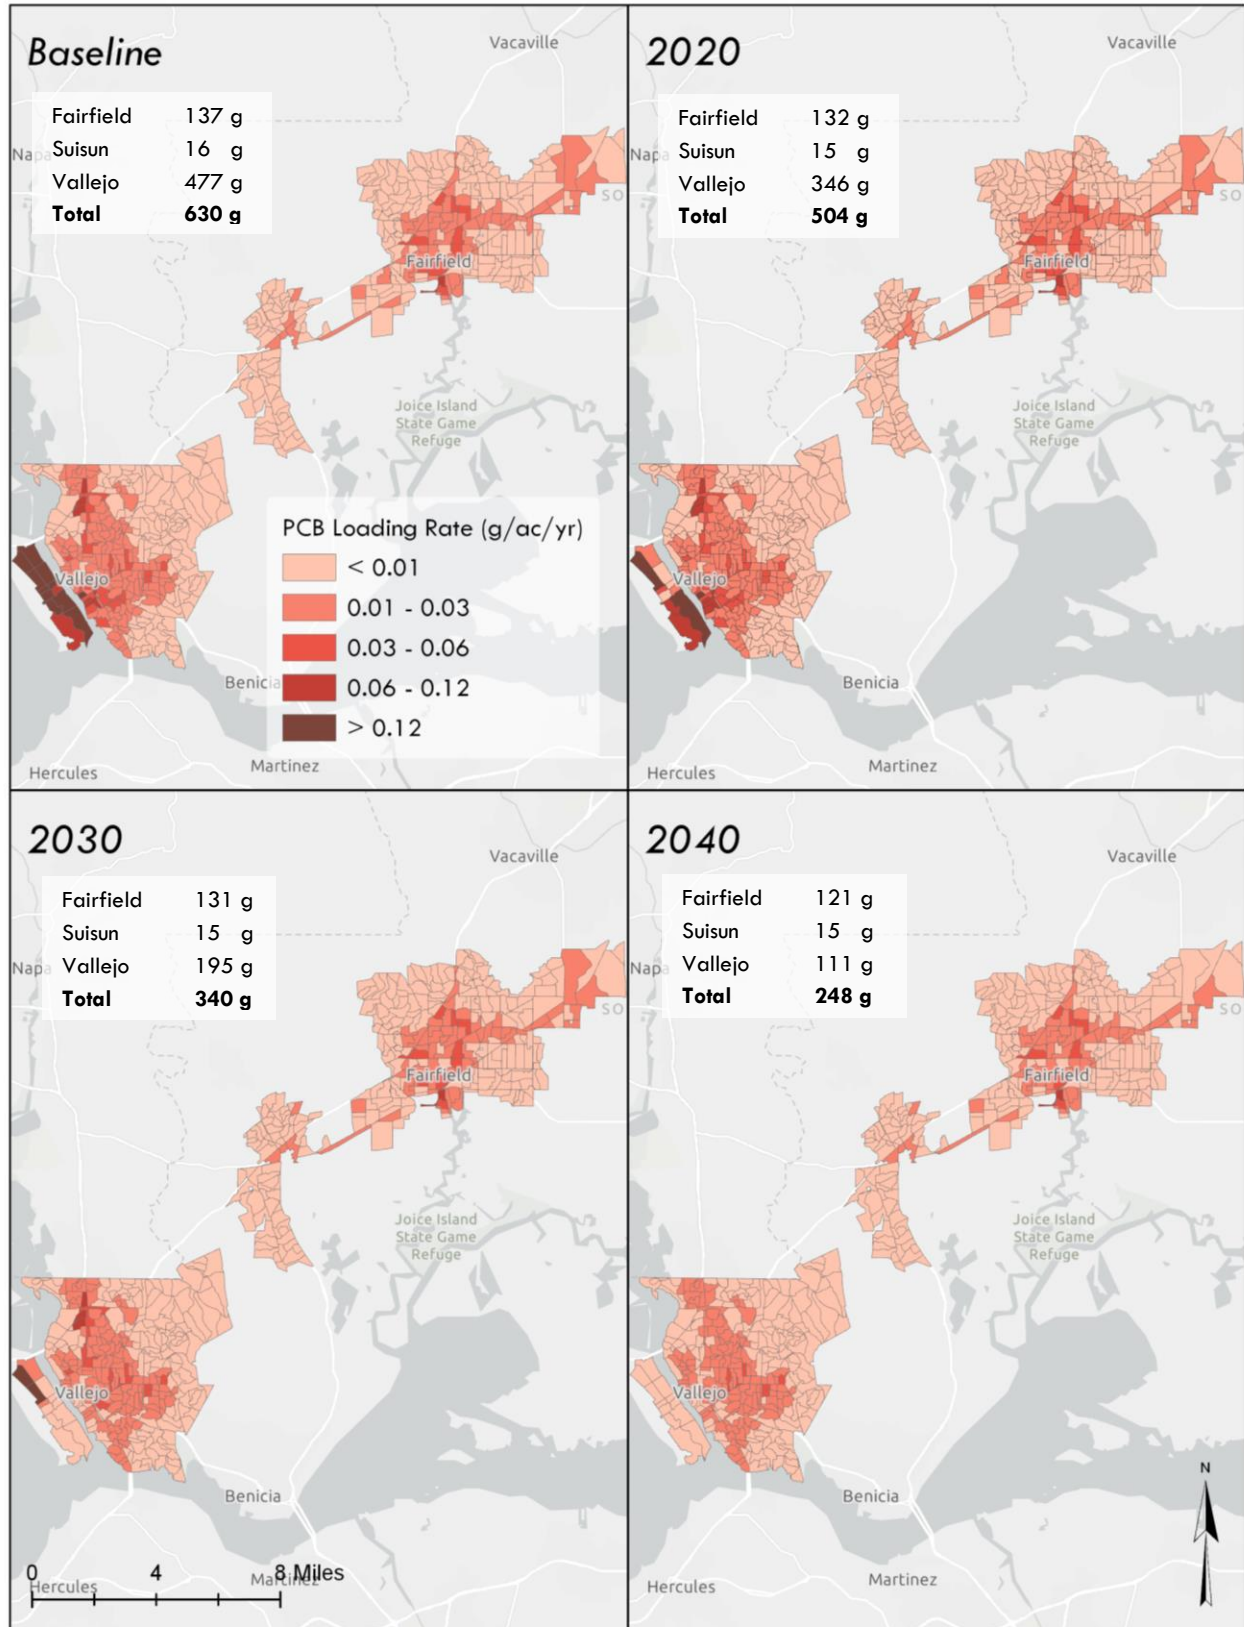 Baseline
Vacaville
Fairfield 137 g
Suisun 16 g
Vallejo 477 g
Total 630 g
Napa
SO
Fairfield
Joice Island
State Game
Refuge
PCB Loading Rate (g/ac/yr)
< 0.01
0.01 - 0.03
0.03 - 0.06
0.06 - 0.12
> 0.12
Vallejo
Benicia
Martinez
Hercules
2020
Vacaville
Fairfield 132 g
Suisun 15 g
Vallejo 346 g
Total 504 g
Napa
SO
Fairfield
Joice Island
State Game
Refuge
Vallejo
Benicia
Martinez
Hercules
2030
Vacaville
Fairfield 131 g
Suisun 15 g
Vallejo 195 g
Total 340 g
Napa
SO
Fairfield
Joice Island
State Game
Refuge
Vallejo
Benicia
0 4 8 Miles
Hercules
Martinez
2040
Vacaville
Fairfield 121 g
Suisun 15 g
Vallejo 111 g
Total 248 g
Napa
SO
Fairfield
Joice Island
State Game
Refuge
Vallejo
N
Benicia
Martinez
Hercules